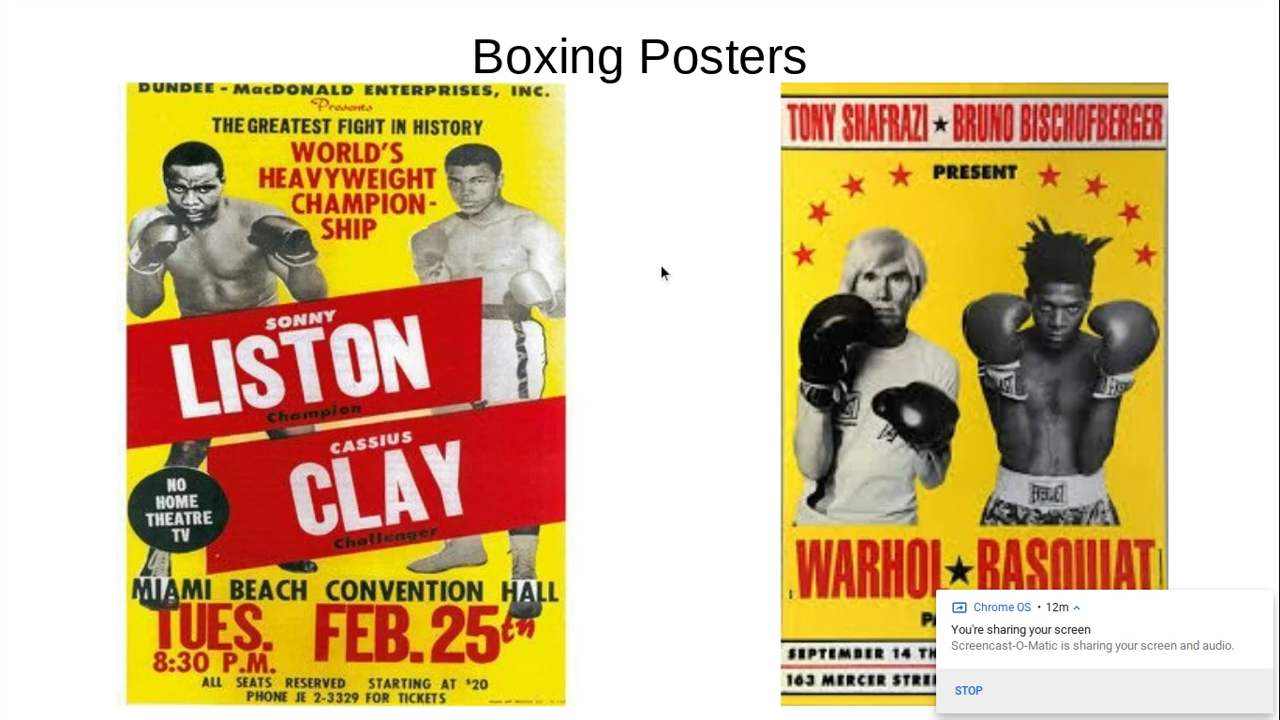 Boxing Posters
DUNDEE - MacDONALD ENTERPRISES, INC.
Presents
THE GREATEST FIGHT IN HISTORY
WORLD'S
HEAVYWEIGHT
CHAMPION-
SHIP
SONNY
LISTON
Champion
CASSIUS
CLAY
Challenger
NO
HOME
THEATRE
TV
MIAMI BEACH CONVENTION HALL
TUES. FEB. 25th
8:30 P.M.
ALL SEATS RESERVED STARTING AT $20
PHONE JE 2-3329 FOR TICKETS
TONY SHAFRAZI ★ BRUNO BISCHOFBERGER
PRESENT
EVERLAST
WARHOL ★ BASQUIAT
SEPTEMBER 14
163 MERCER
Chrome OS • 12m
You're sharing your screen
Screencast-O-Matic is sharing your screen and audio.
STOP